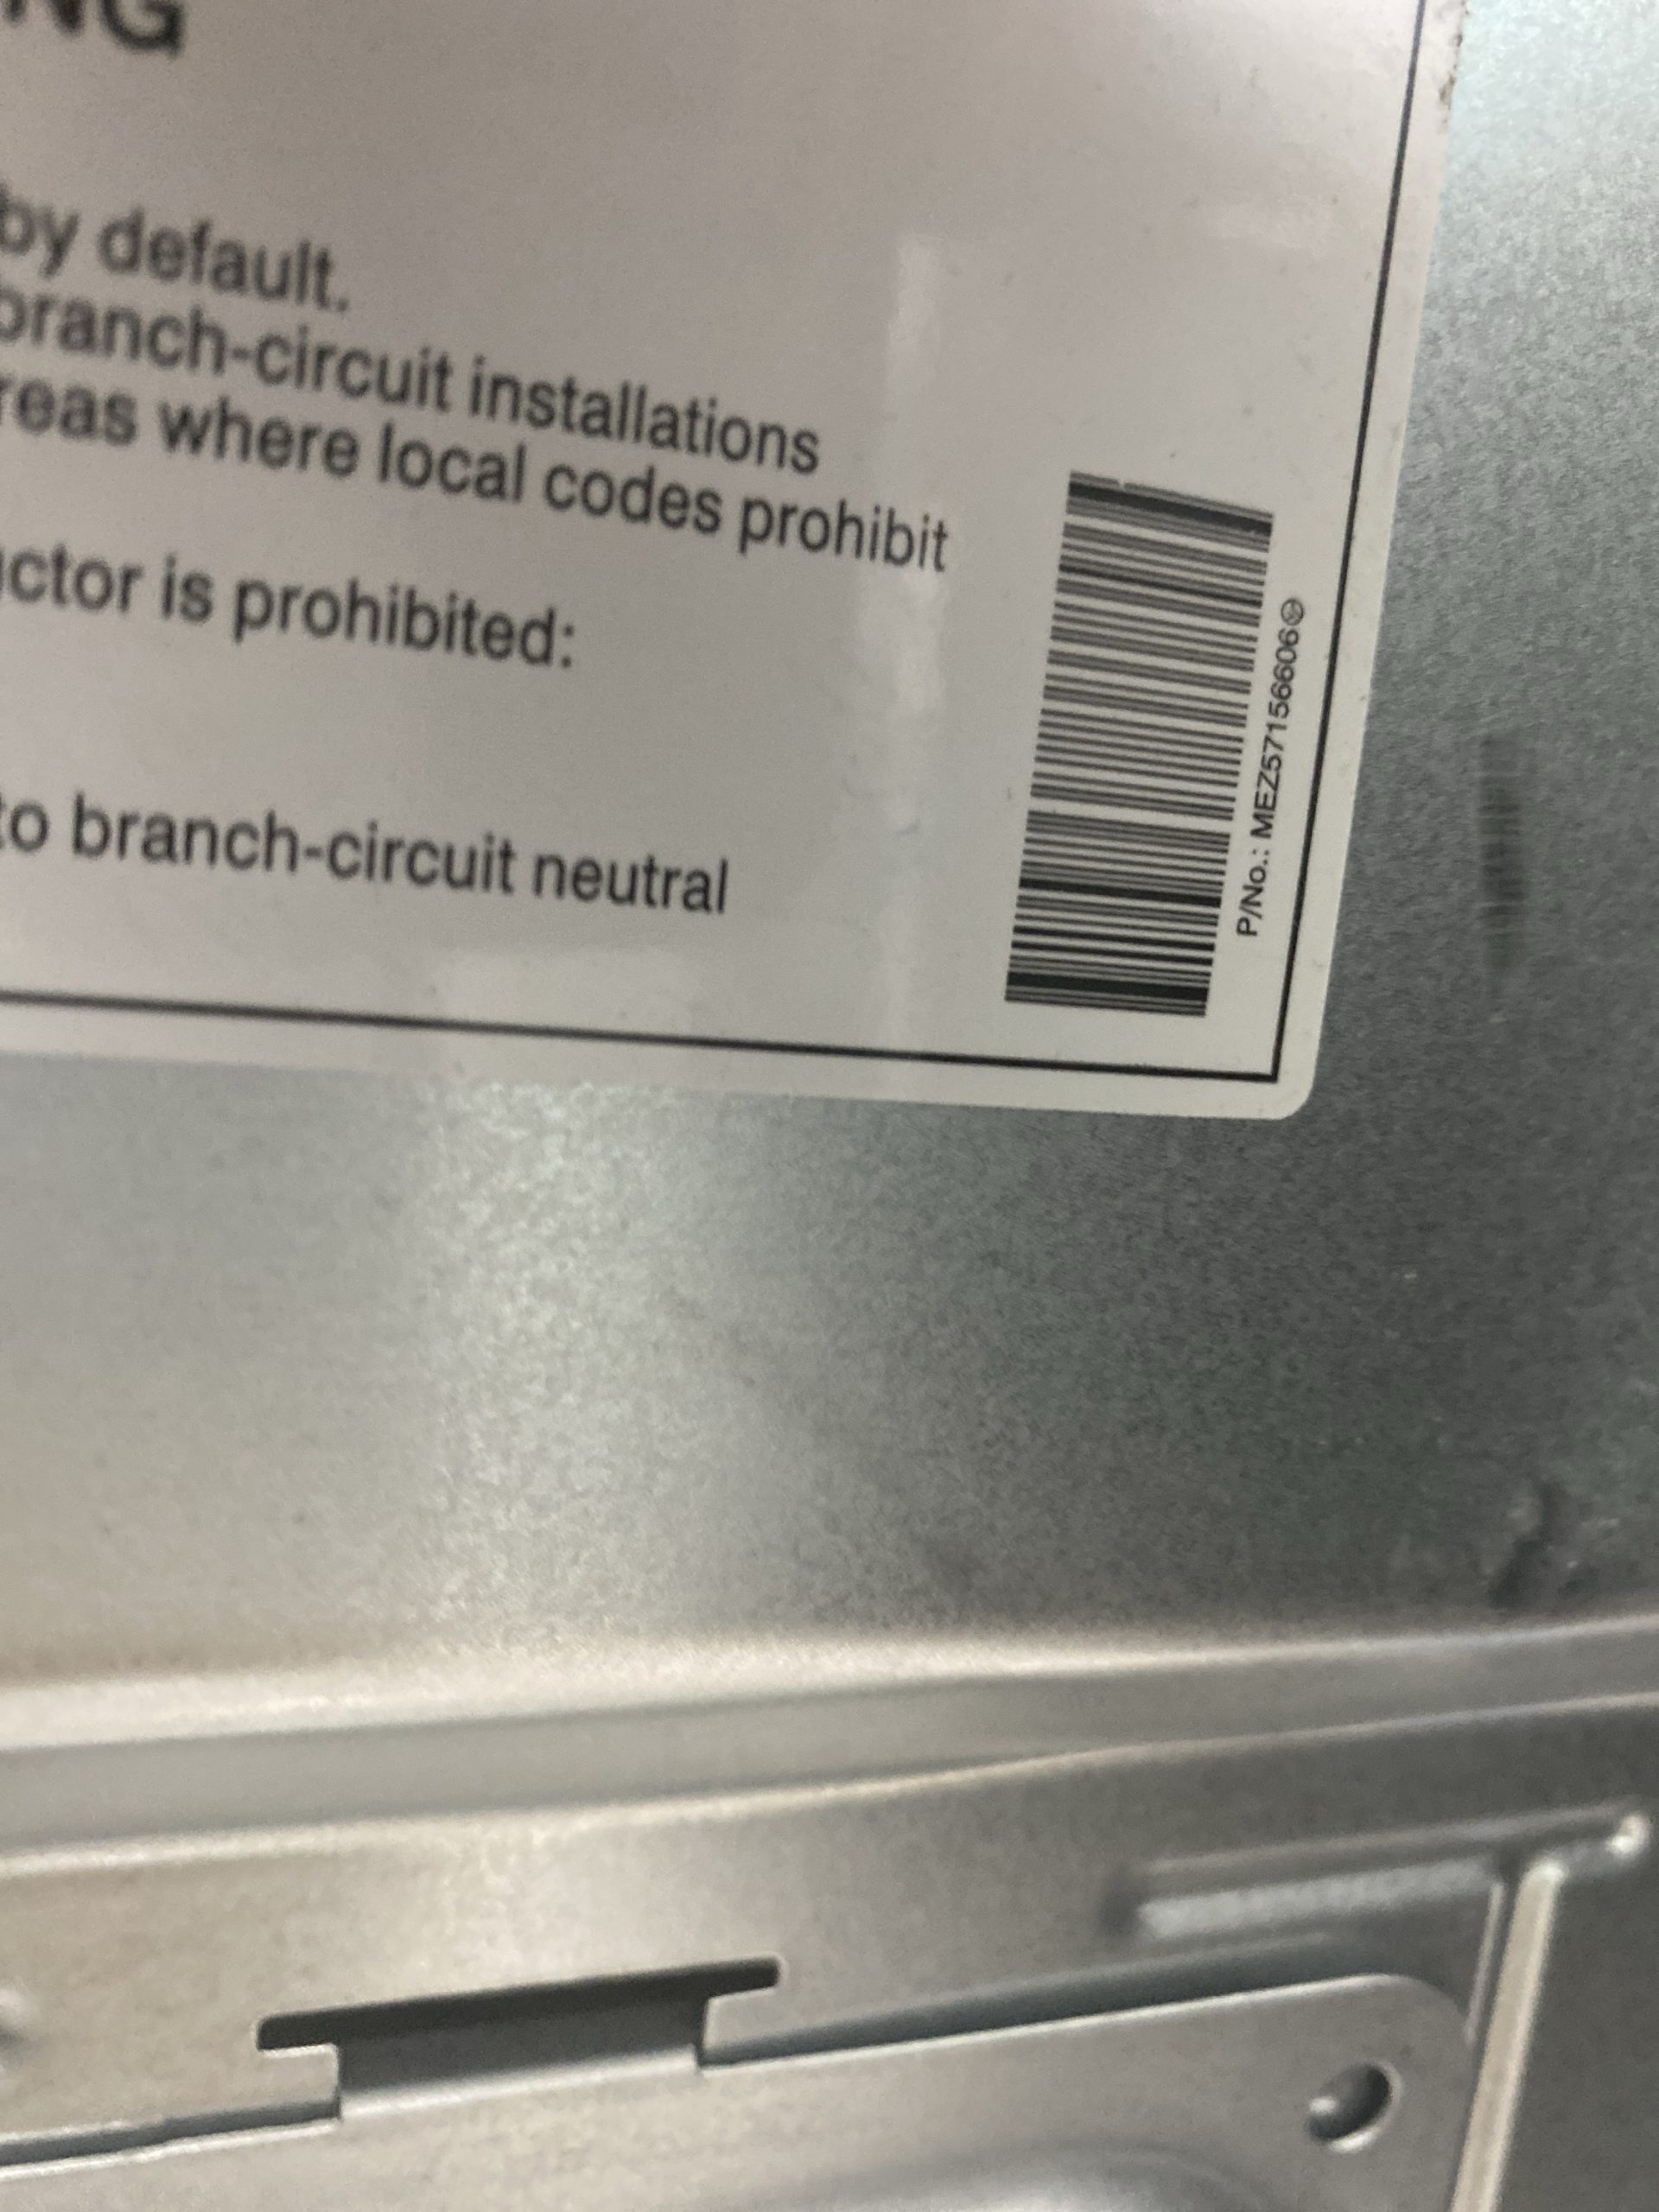 NG
by default.
branch-circuit installations
reas where local codes prohibit
ctor is prohibited:
to branch-circuit neutral
P/No.: MEZ57156606